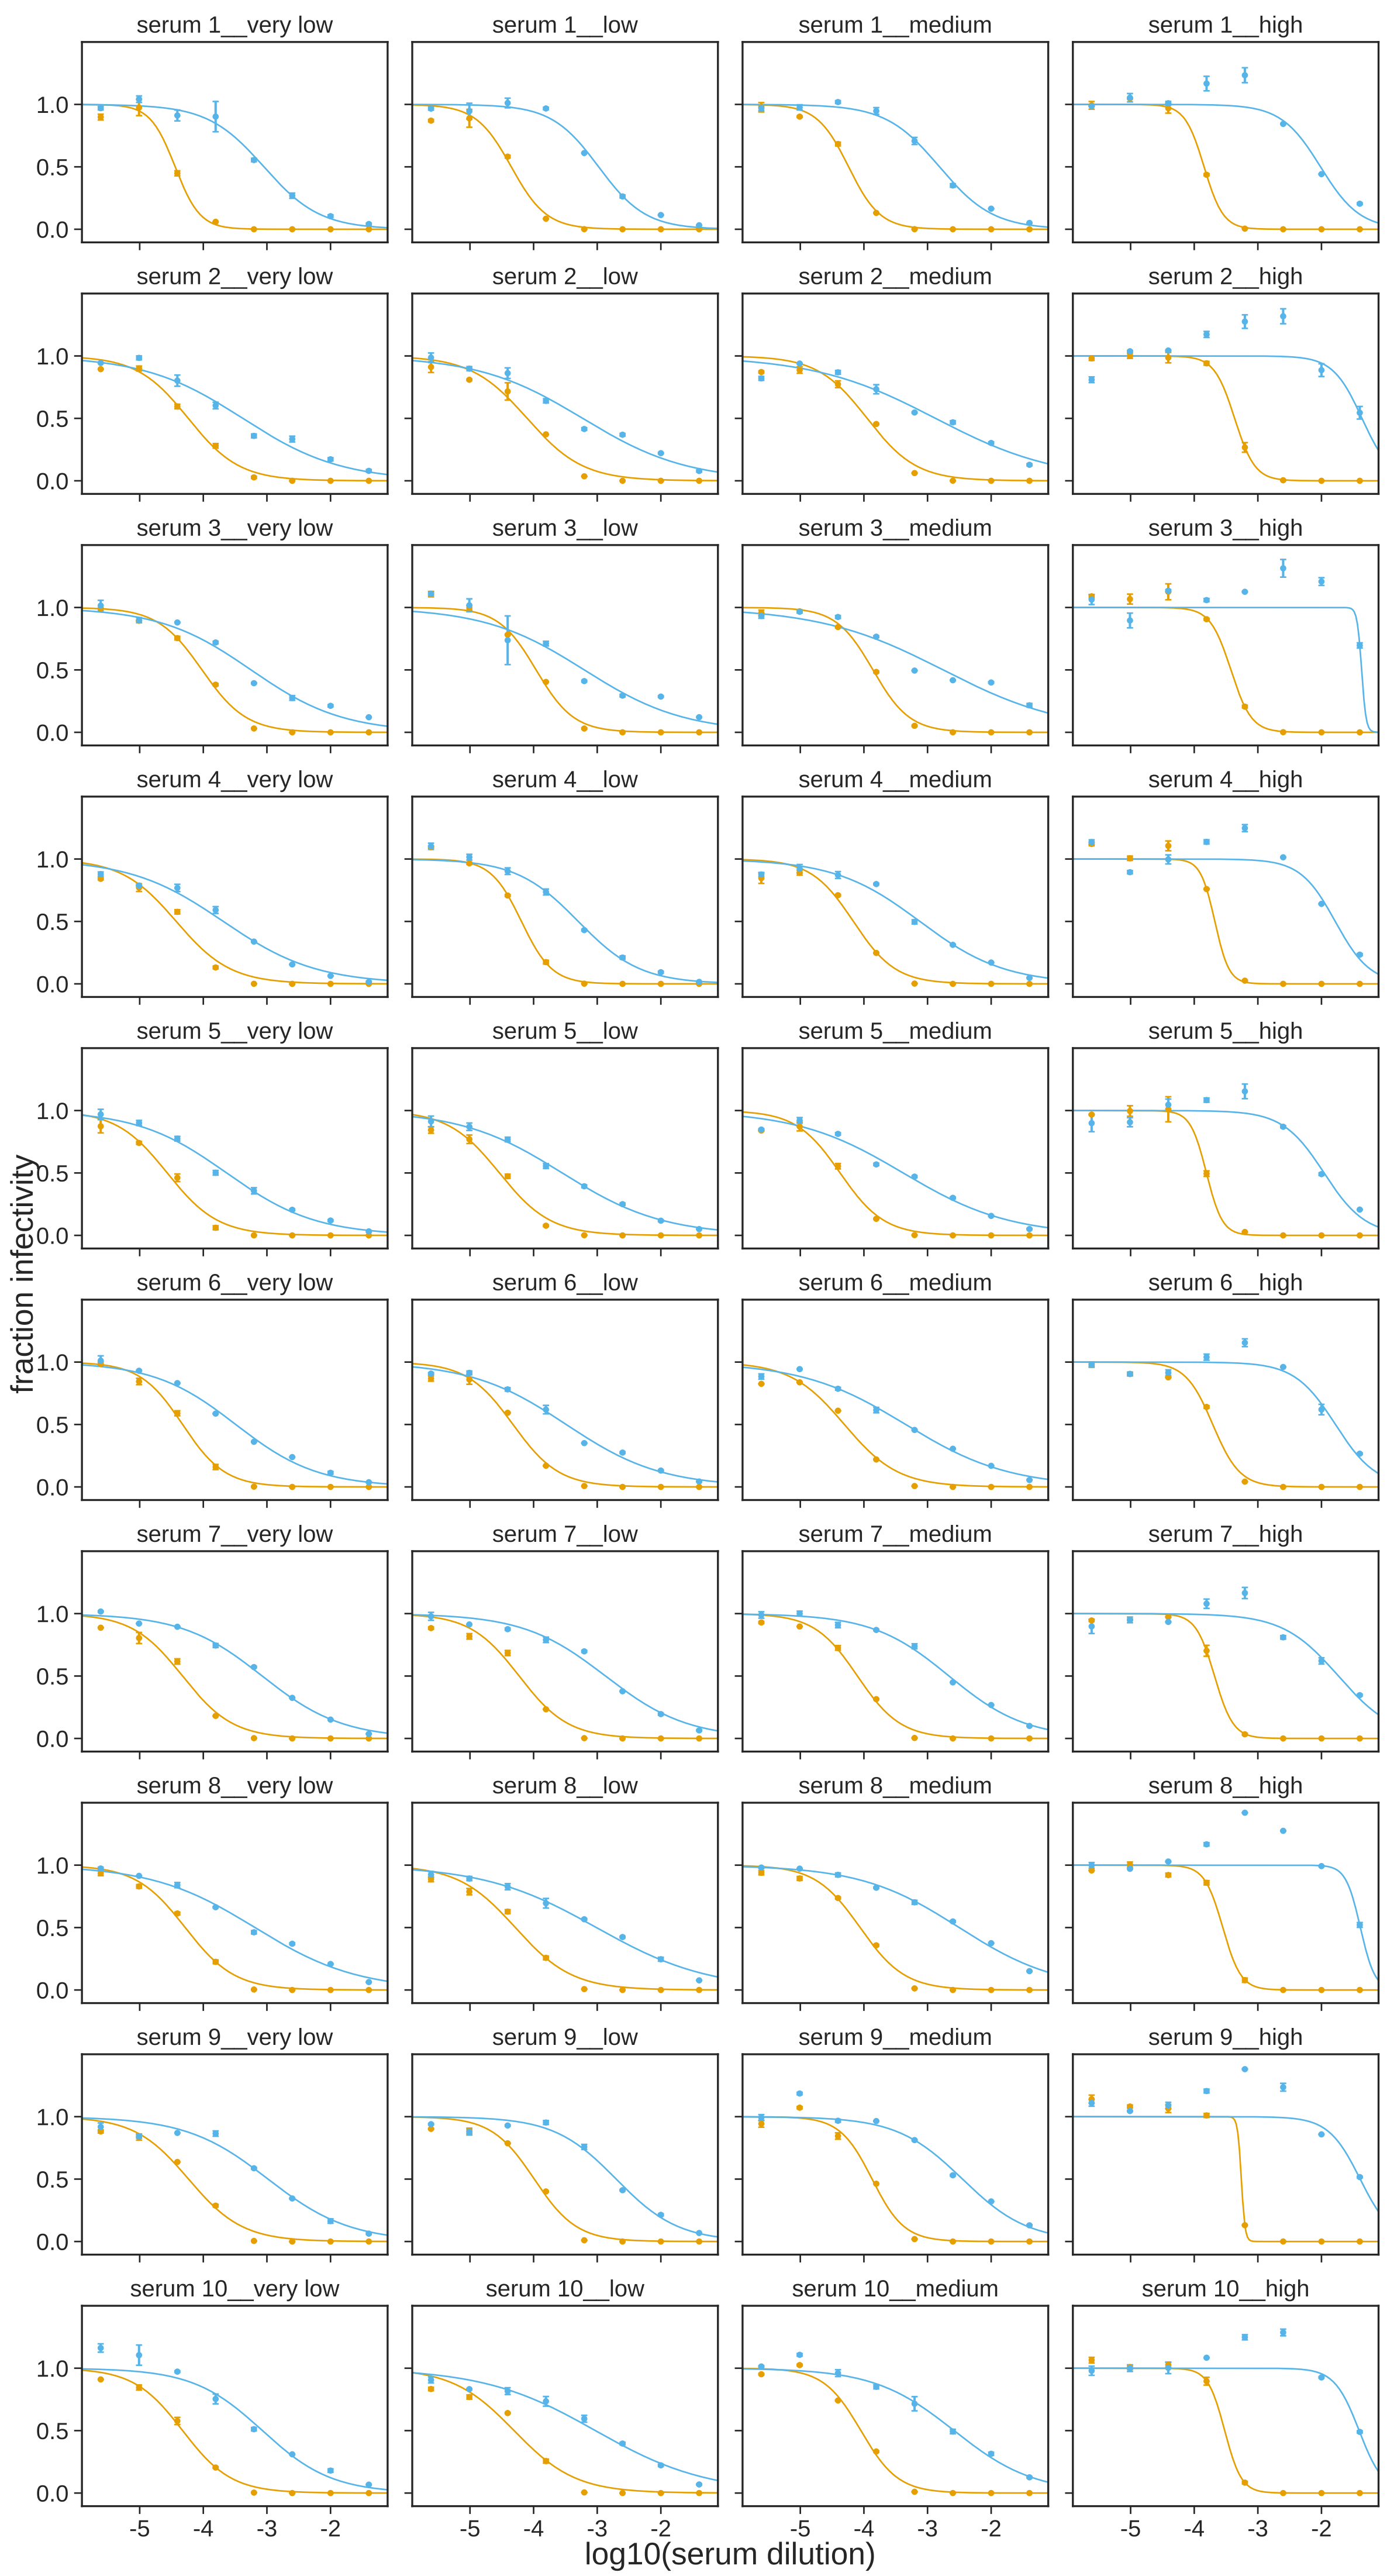 serum 1__very low serum 1__low serum 1__medium serum 1__high
1.0
0.5
0.0
serum 2__very low serum 2__low serum 2__medium serum 2__high
1.0
0.5
0.0
serum 3__very low serum 3__low serum 3__medium serum 3__high
1.0
0.5
0.0
serum 4__very low serum 4__low serum 4__medium serum 4__high
1.0
0.5
0.0
serum 5__very low serum 5__low serum 5__medium serum 5__high
1.0
0.5
0.0
fraction infectivity
serum 6__very low serum 6__low serum 6__medium serum 6__high
1.0
0.5
0.0
serum 7__very low serum 7__low serum 7__medium serum 7__high
1.0
0.5
0.0
serum 8__very low serum 8__low serum 8__medium serum 8__high
1.0
0.5
0.0
serum 9__very low serum 9__low serum 9__medium serum 9__high
1.0
0.5
0.0
serum 10__very low serum 10__low serum 10__medium serum 10__high
1.0
0.5
0.0
-5 -4 -3 -2 -5 -4 -3 -2 -5 -4 -3 -2 -5 -4 -3 -2
log10(serum dilution)